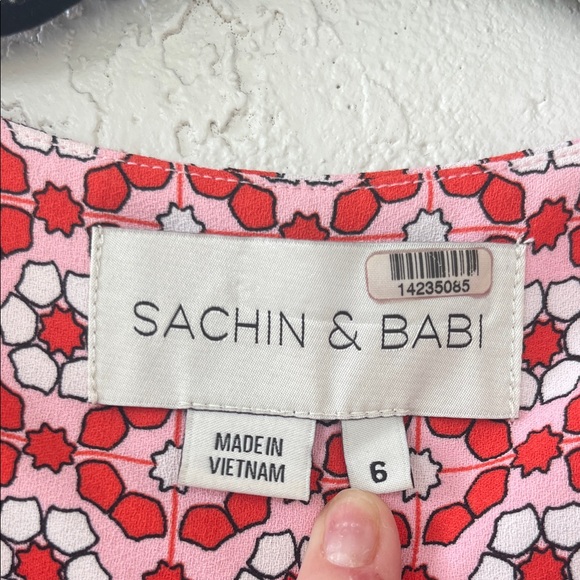 14235085
SACHIN & BABI
MADE IN
VIETNAM
6